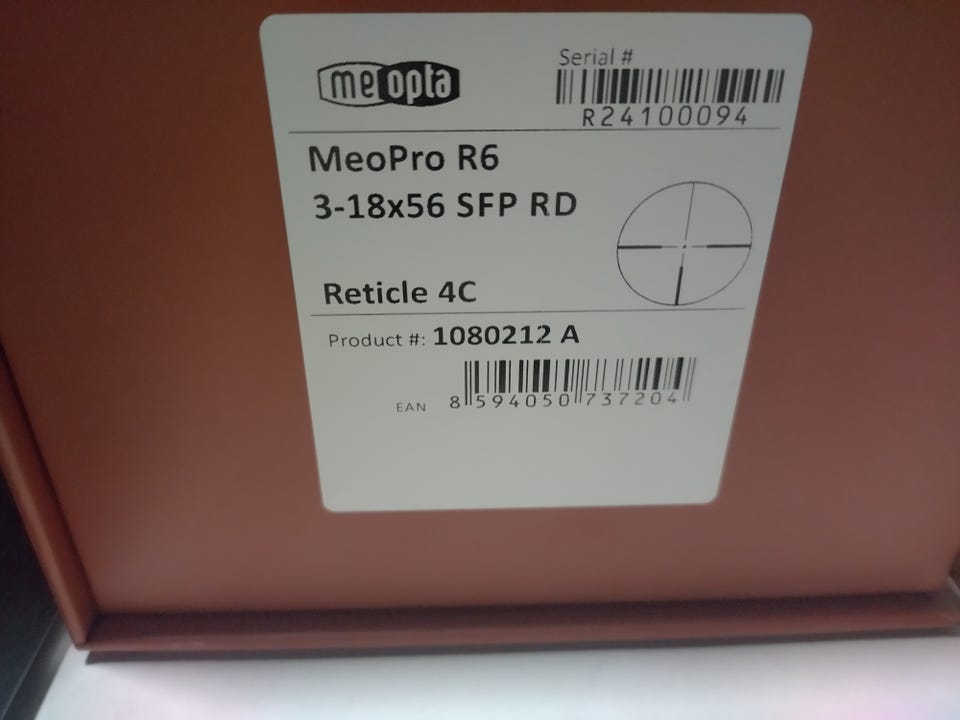 meopta
Serial #
R24100094
MeoPro R6
3-18x56 SFP RD
Reticle 4C
Product #: 1080212 A
EAN 8 594050 737204